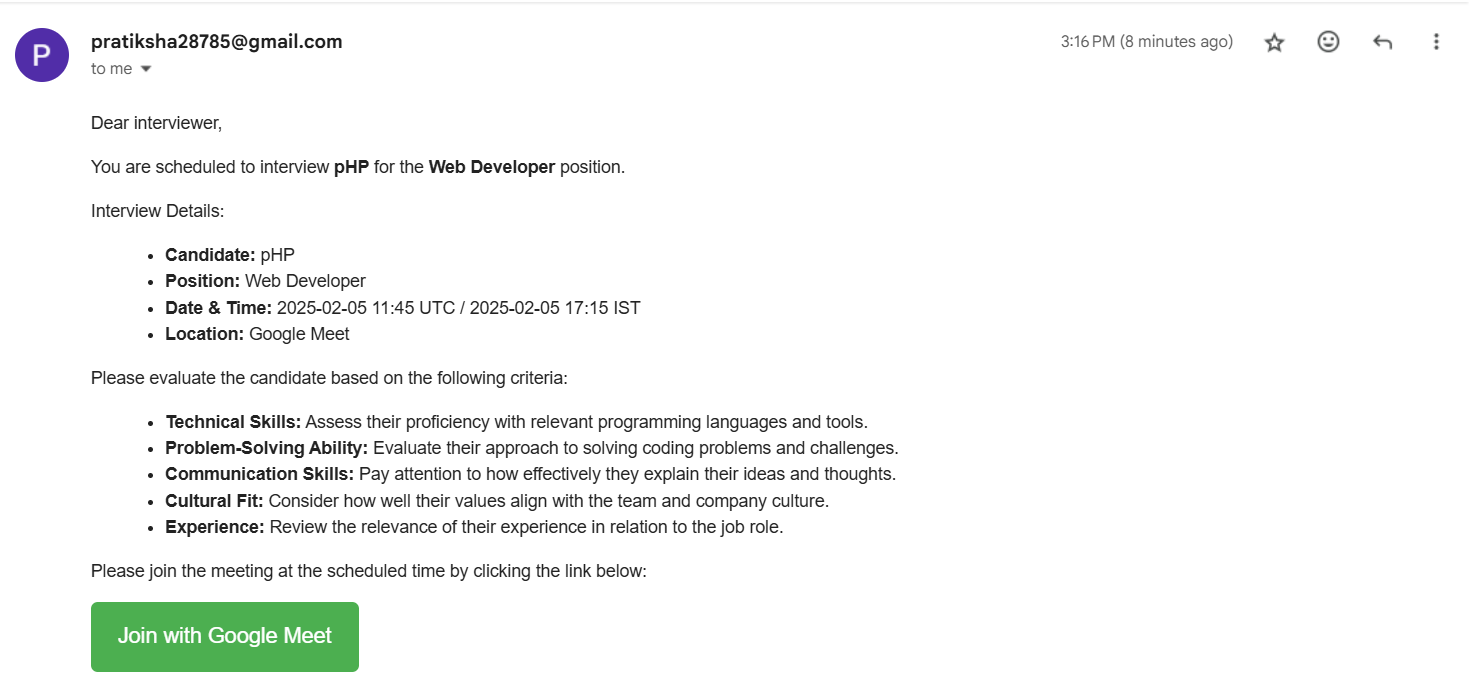 P
pratiksha28785@gmail.com
3:16 PM (8 minutes ago)
to me
Dear interviewer,
You are scheduled to interview pHP for the Web Developer position.
Interview Details:
• Candidate: pHP
• Position: Web Developer
• Date & Time: 2025-02-05 11:45 UTC / 2025-02-05 17:15 IST
• Location: Google Meet
Please evaluate the candidate based on the following criteria:
• Technical Skills: Assess their proficiency with relevant programming languages and tools.
• Problem-Solving Ability: Evaluate their approach to solving coding problems and challenges.
• Communication Skills: Pay attention to how effectively they explain their ideas and thoughts.
• Cultural Fit: Consider how well their values align with the team and company culture.
• Experience: Review the relevance of their experience in relation to the job role.
Please join the meeting at the scheduled time by clicking the link below:
Join with Google Meet